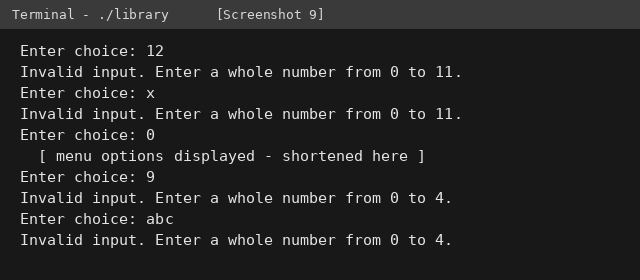 Terminal - ./library [Screenshot 9]
Enter choice: 12
Invalid input. Enter a whole number from 0 to 11.
Enter choice: x
Invalid input. Enter a whole number from 0 to 11.
Enter choice: 0
[ menu options displayed - shortened here ]
Enter choice: 9
Invalid input. Enter a whole number from 0 to 4.
Enter choice: abc
Invalid input. Enter a whole number from 0 to 4.